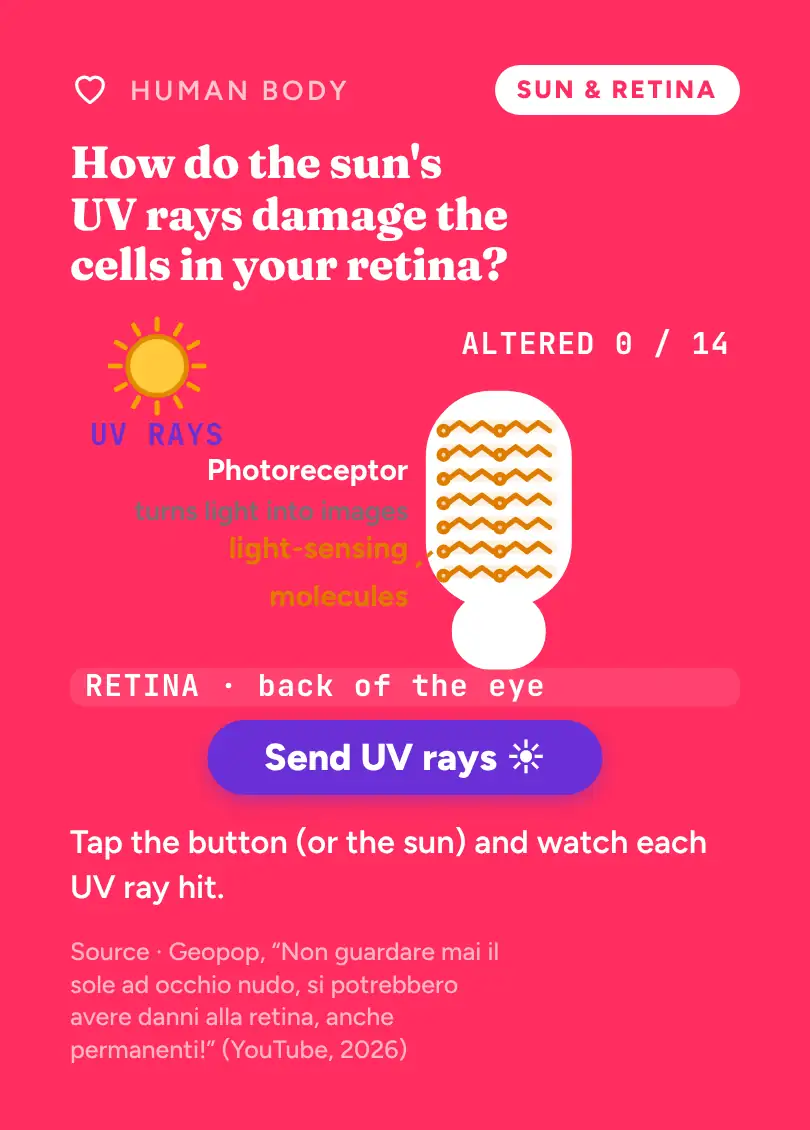 HUMAN BODY
SUN & RETINA
How do the sun's
UV rays damage the
cells in your retina?
ALTERED 0 / 14
UV RAYS
Photoreceptor
turns light into images
light-sensing
molecules
RETINA · back of the eye
Send UV rays ☀
Tap the button (or the sun) and watch each
UV ray hit.
Source · Geopop, “Non guardare mai il
sole ad occhio nudo, si potrebbero
avere danni alla retina, anche
permanenti!” (YouTube, 2026)